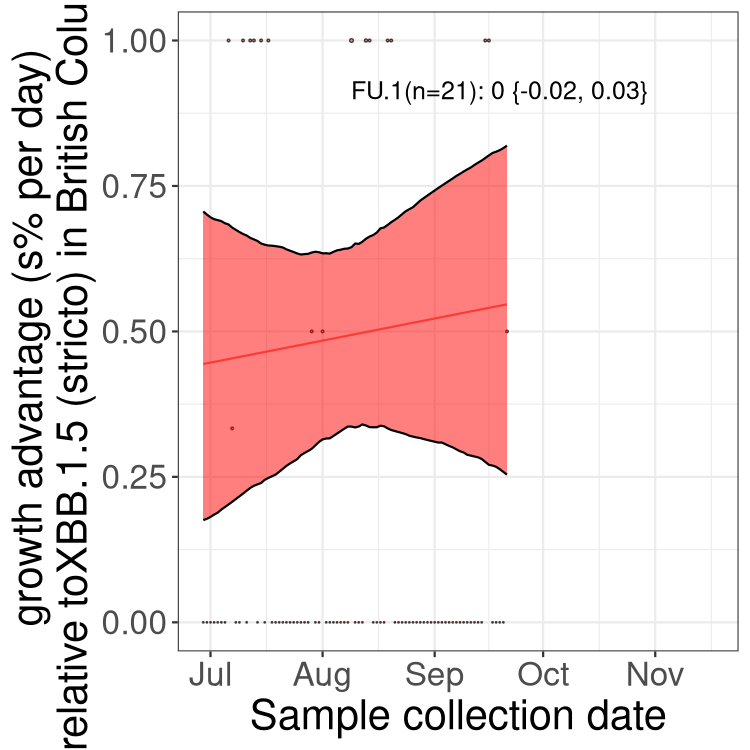 growth advantage (s% per day)
relative toXBB.1.5 (stricto) in British Colu
1.00
0.75
0.50
0.25
0.00
FU.1(n=21): 0 {-0.02, 0.03}
Jul Aug Sep Oct Nov
Sample collection date